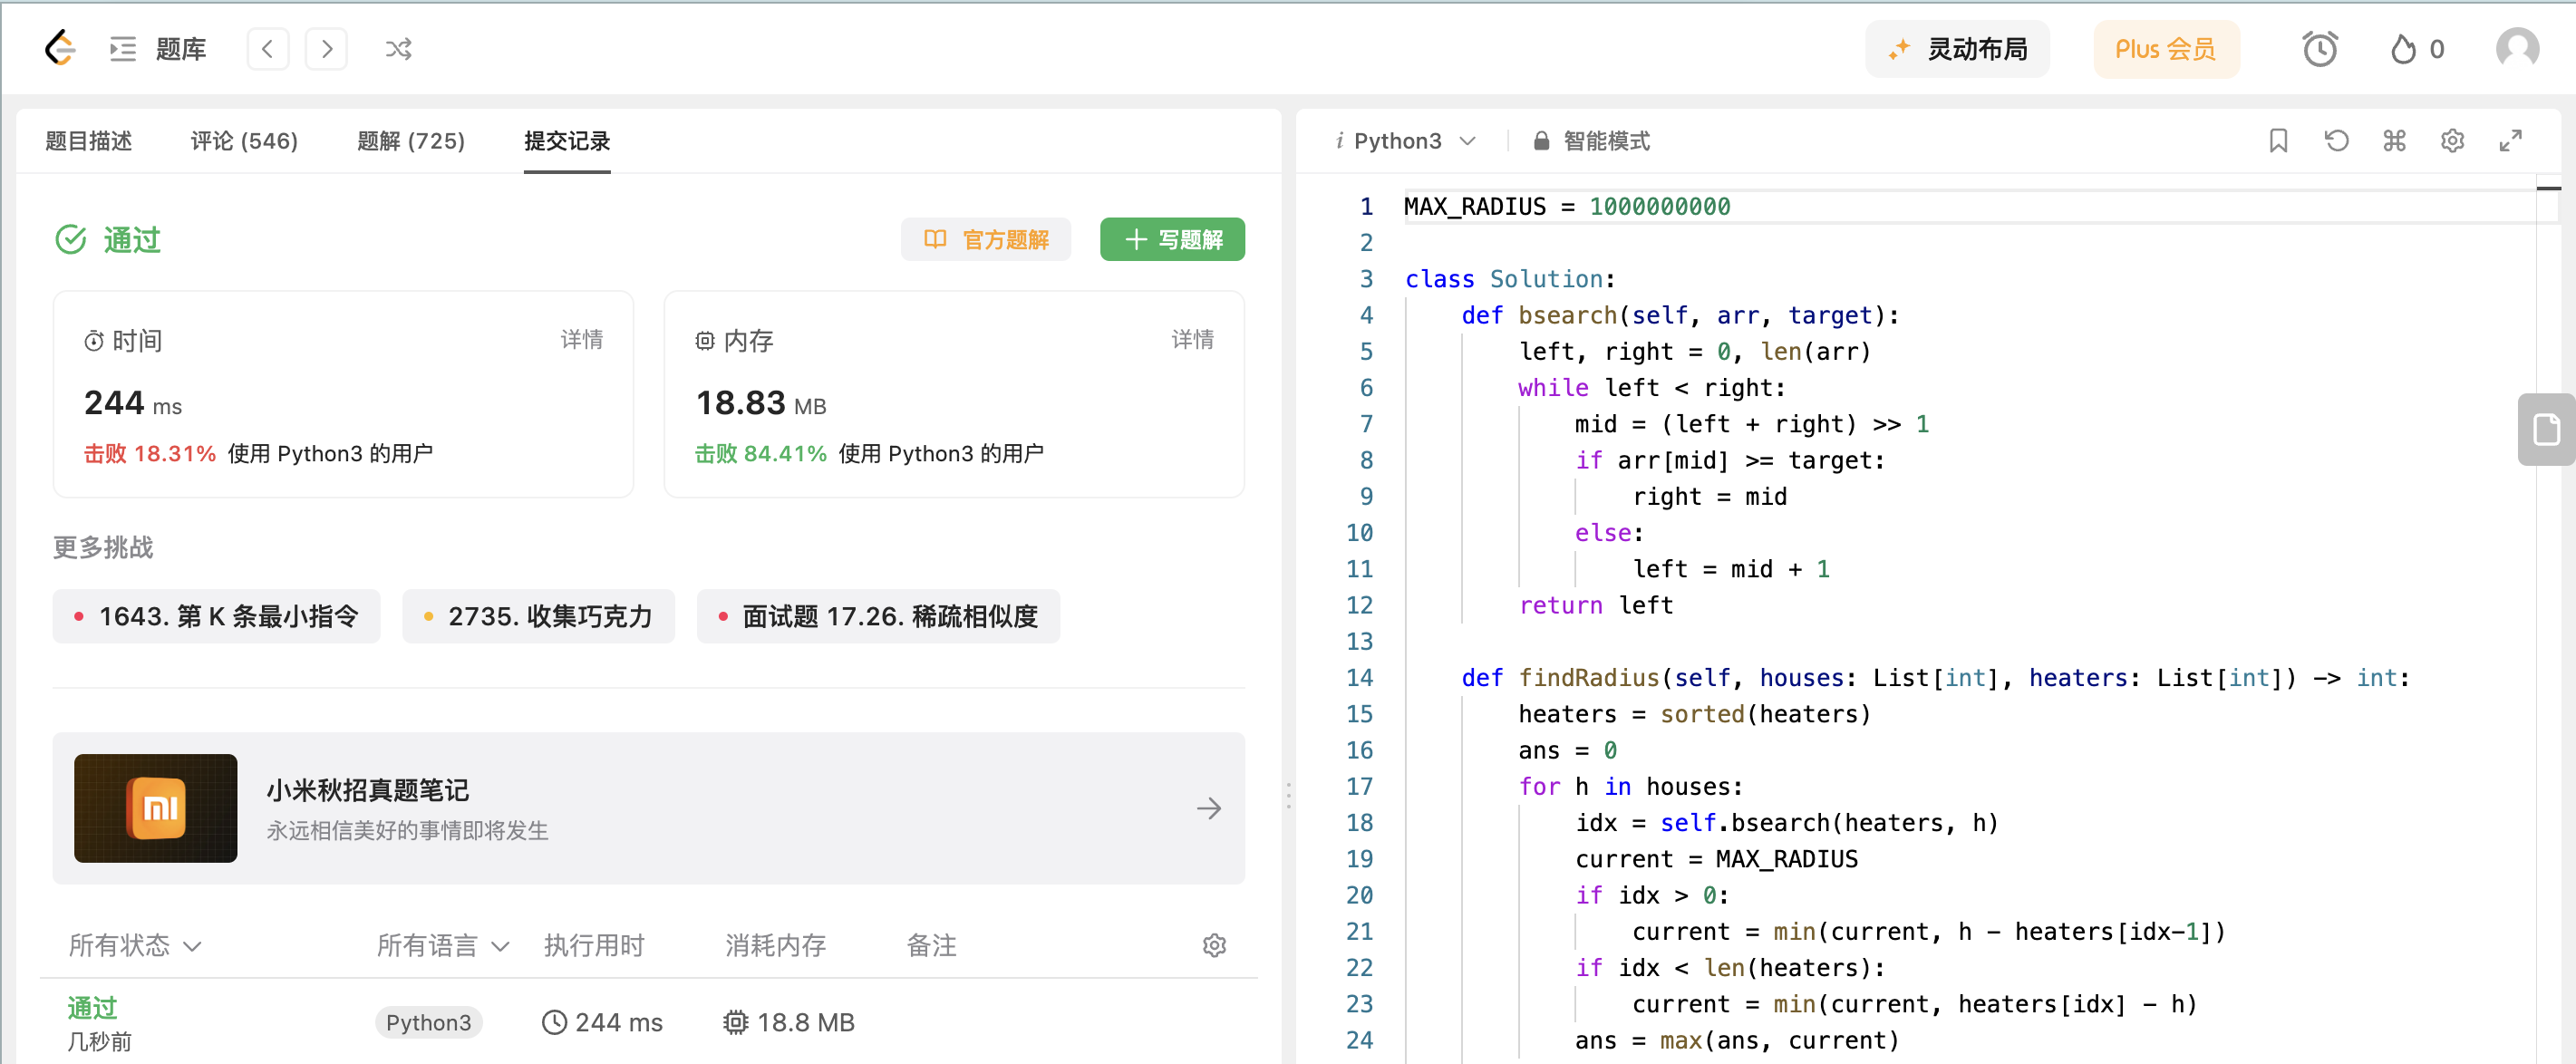 题库
灵动布局
Plus 会员
0
题目描述
评论 (546)
题解 (725)
提交记录
通过
官方题解
写题解
时间
详情
244 ms
击败 18.31% 使用 Python3 的用户
内存
详情
18.83 MB
击败 84.41% 使用 Python3 的用户
更多挑战
1643. 第 K 条最小指令
2735. 收集巧克力
面试题 17.26. 稀疏相似度
mi
小米秋招真题笔记
永远相信美好的事情即将发生
所有状态
所有语言
执行用时
消耗内存
备注
通过
几秒前
Python3
244 ms
18.8 MB
i Python3
智能模式
1 MAX_RADIUS = 1000000000
2
3 class Solution:
4     def bsearch(self, arr, target):
5         left, right = 0, len(arr)
6         while left < right:
7             mid = (left + right) >> 1
8             if arr[mid] >= target:
9                 right = mid
10             else:
11                 left = mid + 1
12         return left
13
14     def findRadius(self, houses: List[int], heaters: List[int]) -> int:
15         heaters = sorted(heaters)
16         ans = 0
17         for h in houses:
18             idx = self.bsearch(heaters, h)
19             current = MAX_RADIUS
20             if idx > 0:
21                 current = min(current, h - heaters[idx-1])
22             if idx < len(heaters):
23                 current = min(current, heaters[idx] - h)
24             ans = max(ans, current)